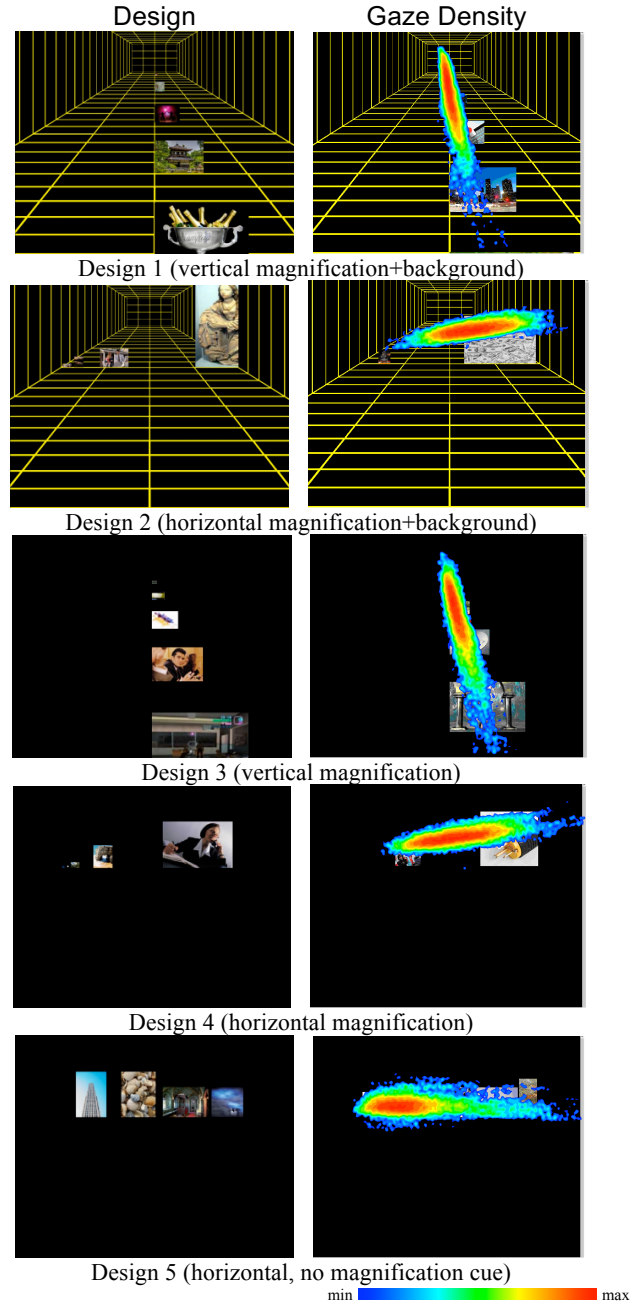 Design
Gaze Density
Design 1 (vertical magnification+background)
Design 2 (horizontal magnification+background)
Design 3 (vertical magnification)
Design 4 (horizontal magnification)
Design 5 (horizontal, no magnification cue)
min max